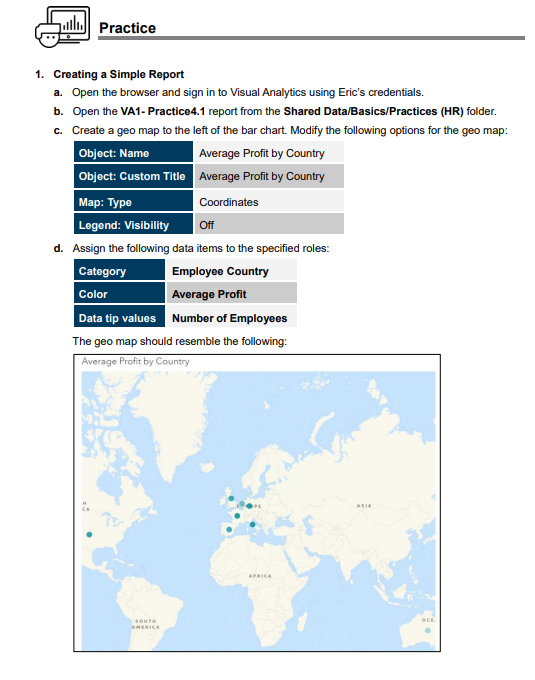 Practice
1. Creating a Simple Report
a. Open the browser and sign in to Visual Analytics using Eric's credentials.
b. Open the VA1- Practice4.1 report from the Shared Data/Basics/Practices (HR) folder.
c. Create a geo map to the left of the bar chart. Modify the following options for the geo map:
Object: Name Average Profit by Country
Object: Custom Title Average Profit by Country
Map: Type Coordinates
Legend: Visibility Off
d. Assign the following data items to the specified roles:
Category Employee Country
Color Average Profit
Data tip values Number of Employees
The geo map should resemble the following:
Average Profit by Country
ASIA
AFRICA
SOUTH
AMERICA